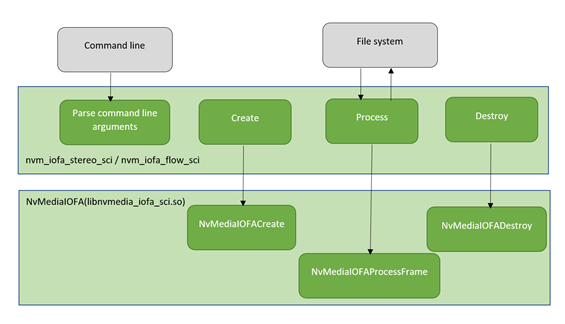 Command line
File system
Parse command line
arguments
Create
Process
Destroy
nvm_iofa_stereo_sci / nvm_iofa_flow_sci
NvMediaIOFA(libnvmedia_iofa_sci.so)
NvMediaIOFACreate
NvMediaIOFADestroy
NvMediaIOFAProcessFrame